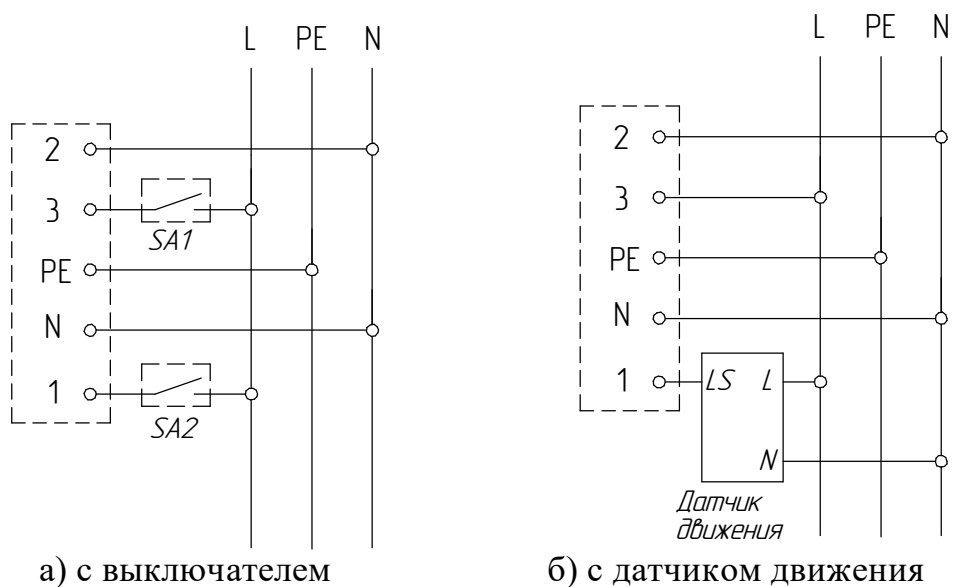 L PE N
2
3
SA1
PE
N
1
SA2
а) с выключателем
L PE N
2
3
PE
N
1
LS L
N
Датчик
движения
б) с датчиком движения